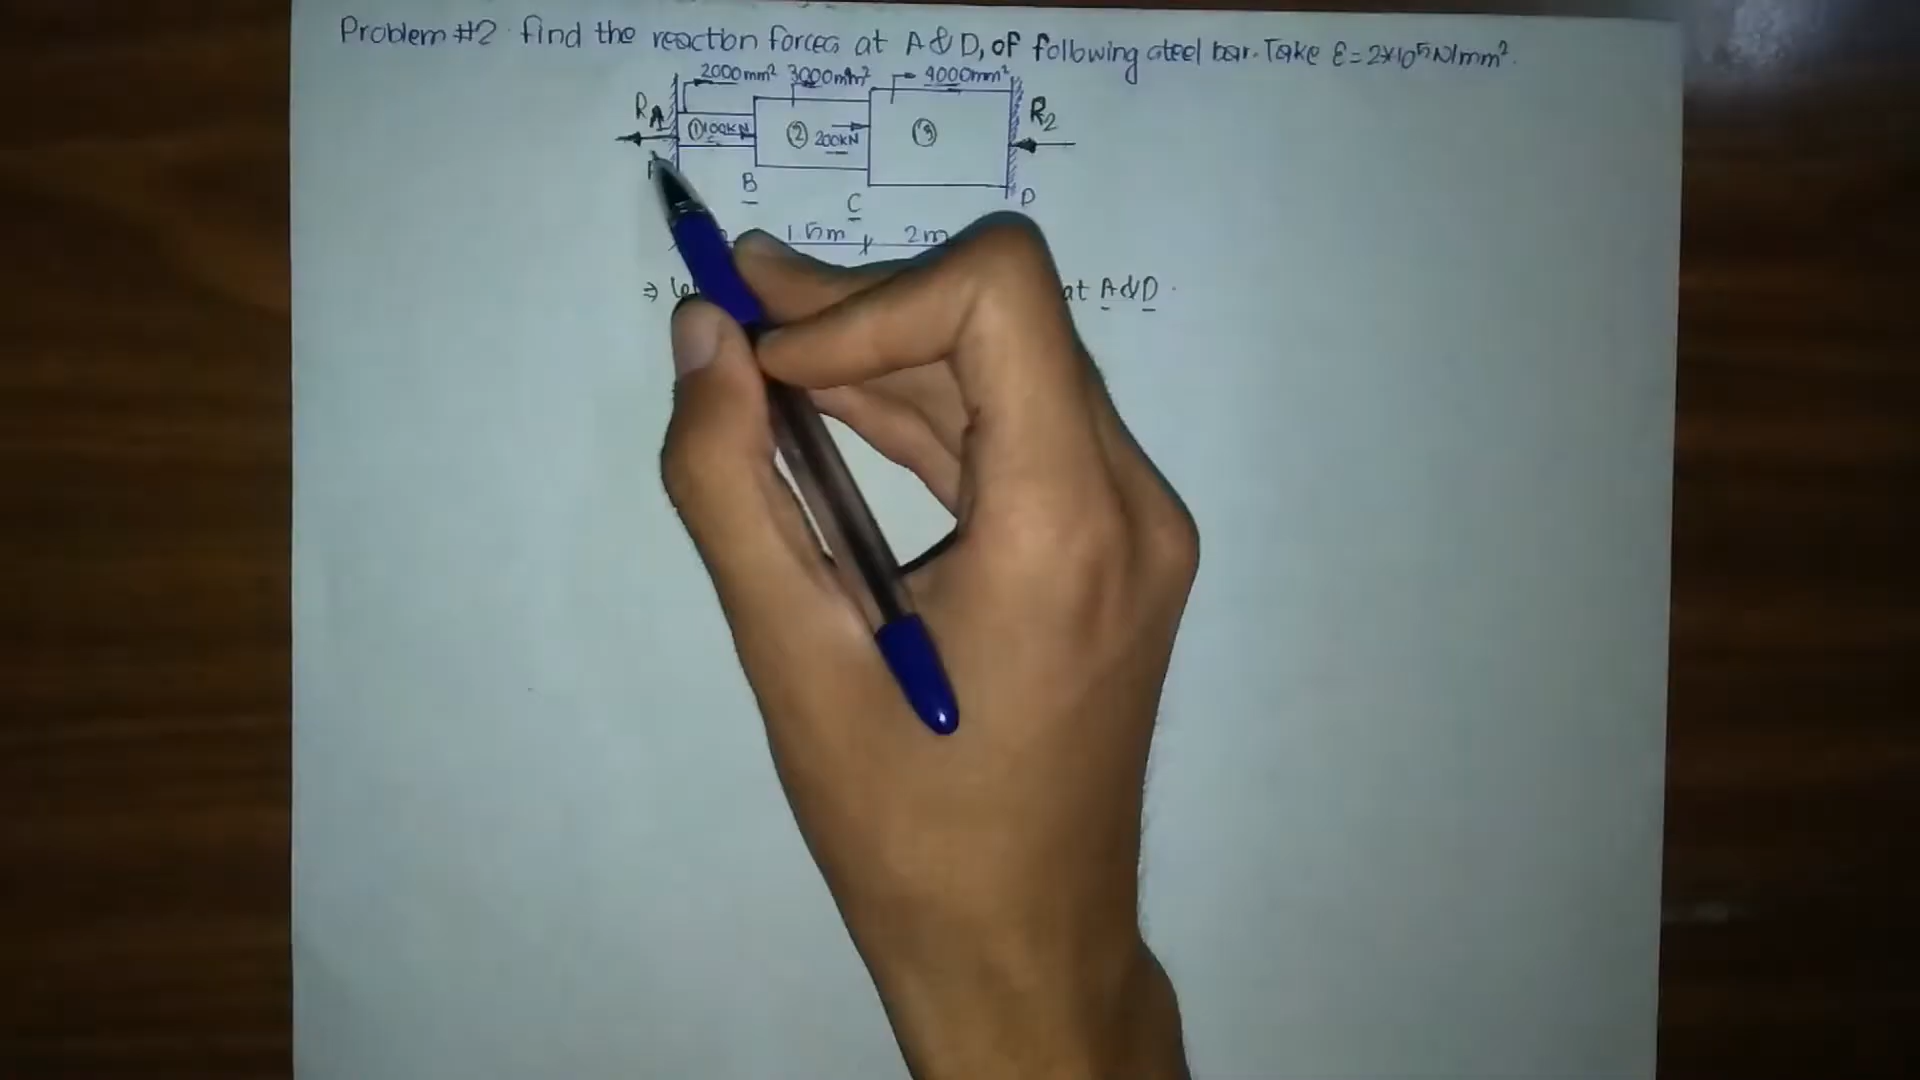 Problem #2 find the reaction forces at A & D, of following steel bar. Take E = 2×10⁵ N/mm².
2000mm² 3000mm² 4000mm²
RA R2
① 100KN ② 200KN ③
B C D
1.5m 2m
⇒ at A & D.